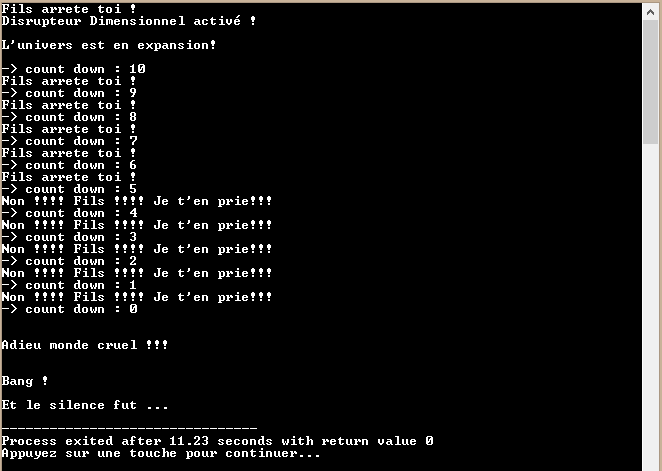 Fils arrete toi !
Disrupteur Dimensionnel activé !
L'univers est en expansion!
-> count down : 10
Fils arrete toi !
-> count down : 9
Fils arrete toi !
-> count down : 8
Fils arrete toi !
-> count down : 7
Fils arrete toi !
-> count down : 6
Fils arrete toi !
-> count down : 5
Non !!!! Fils !!!! Je t'en prie!!!
-> count down : 4
Non !!!! Fils !!!! Je t'en prie!!!
-> count down : 3
Non !!!! Fils !!!! Je t'en prie!!!
-> count down : 2
Non !!!! Fils !!!! Je t'en prie!!!
-> count down : 1
Non !!!! Fils !!!! Je t'en prie!!!
-> count down : 0
Adieu monde cruel !!!
Bang !
Et le silence fut ...
--------------------------------
Process exited after 11.23 seconds with return value 0
Appuyez sur une touche pour continuer...